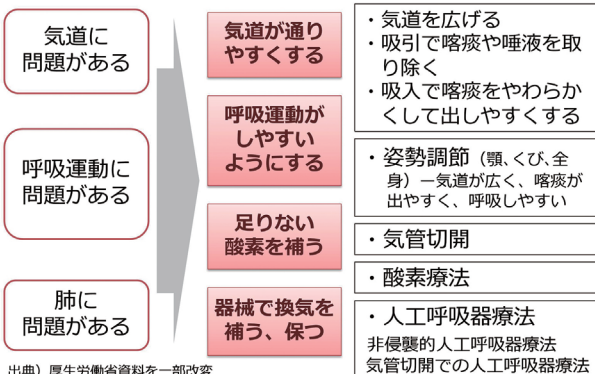 気道に
問題がある
呼吸運動に
問題がある
肺に
問題がある
気道が通り
やすくする
呼吸運動が
しやすい
ようにする
足りない
酸素を補う
器械で換気を
補う、保つ
・気道を広げる
・吸引で喀痰や唾液を取
り除く
・吸入で喀痰をやわらか
くして出しやすくする
・姿勢調節（顎、くび、全
身）—気道が広く、喀痰が
出やすく、呼吸しやすい
・気管切開
・酸素療法
・人工呼吸器療法
非侵襲的人工呼吸器療法
気管切開での人工呼吸器療法
出典）厚生労働省資料を一部改変